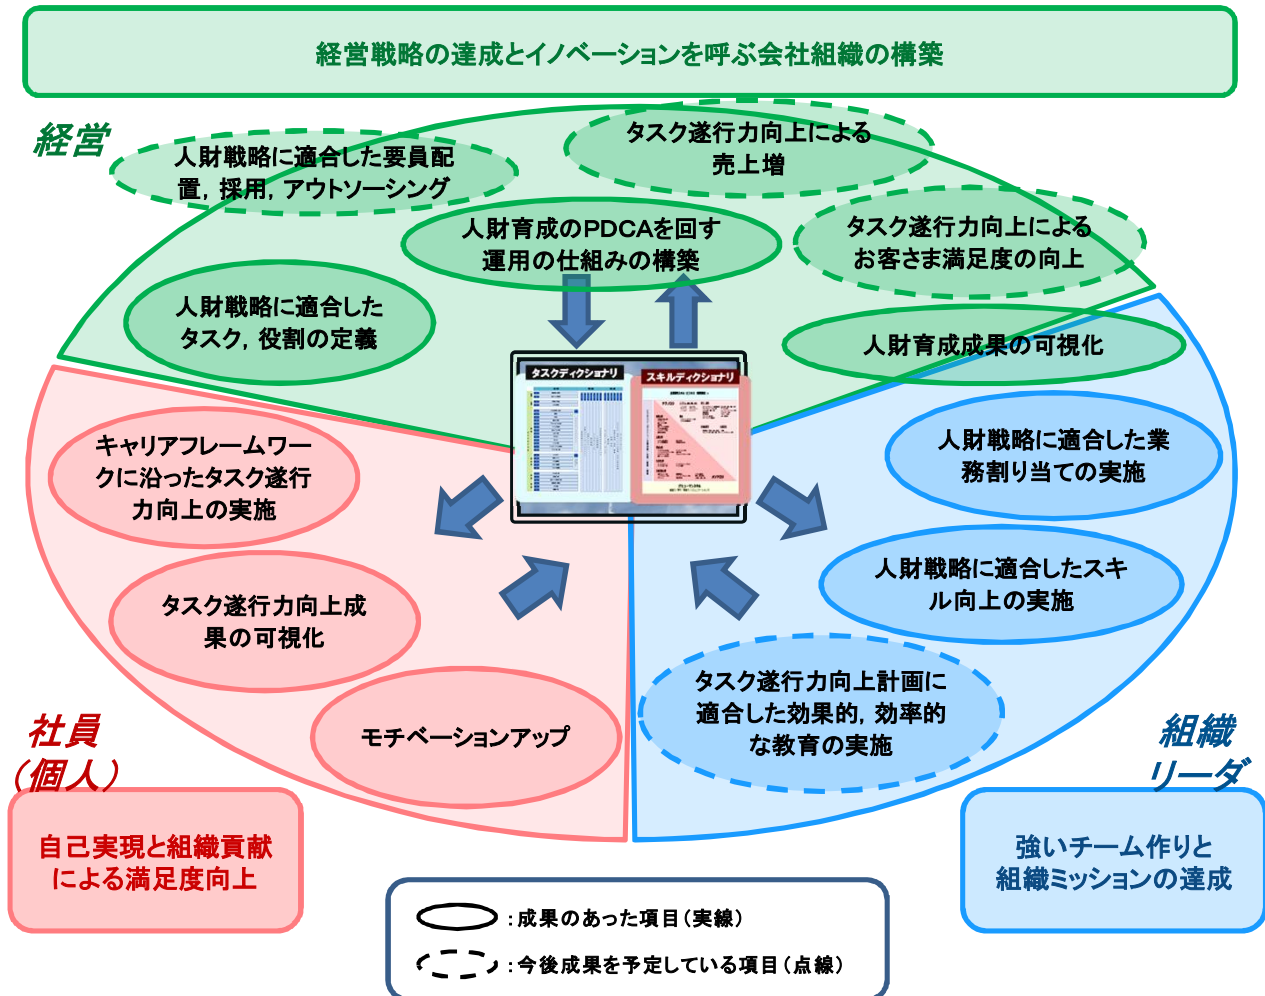 経営戦略の達成とイノベーションを呼ぶ会社組織の構築
経営
人財戦略に適合した要員配
置，採用，アウトソーシング
タスク遂行力向上による
売上増
人財育成のPDCAを回す
運用の仕組みの構築
タスク遂行力向上による
お客さま満足度の向上
人財戦略に適合した
タスク，役割の定義
人財育成成果の可視化
タスクディクショナリ
スキルディクショナリ
キャリアフレームワー
クに沿ったタスク遂行
力向上の実施
人財戦略に適合した業
務割り当ての実施
タスク遂行力向上成
果の可視化
人財戦略に適合したスキ
ル向上の実施
モチベーションアップ
タスク遂行力向上計画に
適合した効果的，効率的
な教育の実施
社員
（個人）
組織
リーダ
自己実現と組織貢献
による満足度向上
強いチーム作りと
組織ミッションの達成
：成果のあった項目（実線）
：今後成果を予定している項目（点線）